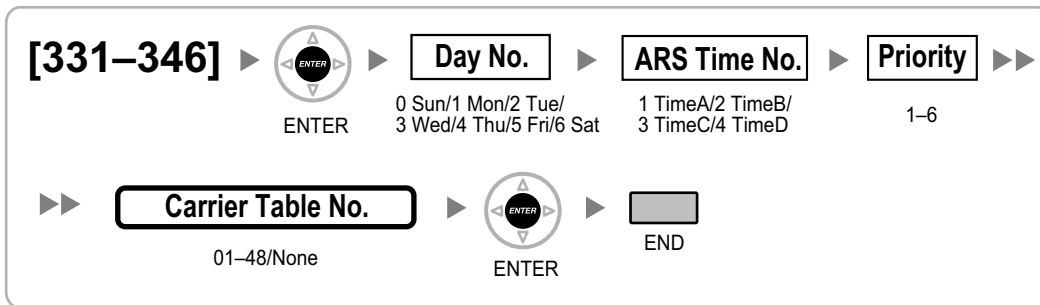 [331–346] ENTER Day No. ARS Time No. Priority
ENTER
0 Sun/1 Mon/2 Tue/
3 Wed/4 Thu/5 Fri/6 Sat
1 TimeA/2 TimeB/
3 TimeC/4 TimeD
1–6
Carrier Table No. ENTER
01–48/None
ENTER
END